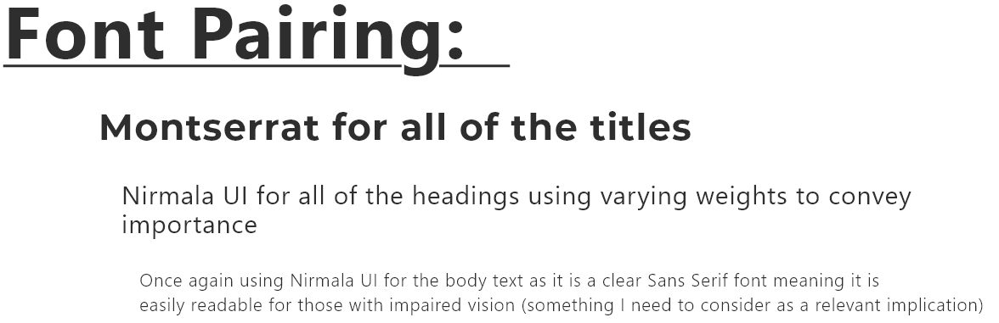 Font Pairing:
Montserrat for all of the titles
Nirmala UI for all of the headings using varying weights to convey
importance
Once again using Nirmala UI for the body text as it is a clear Sans Serif font meaning it is
easily readable for those with impaired vision (something I need to consider as a relevant implication)